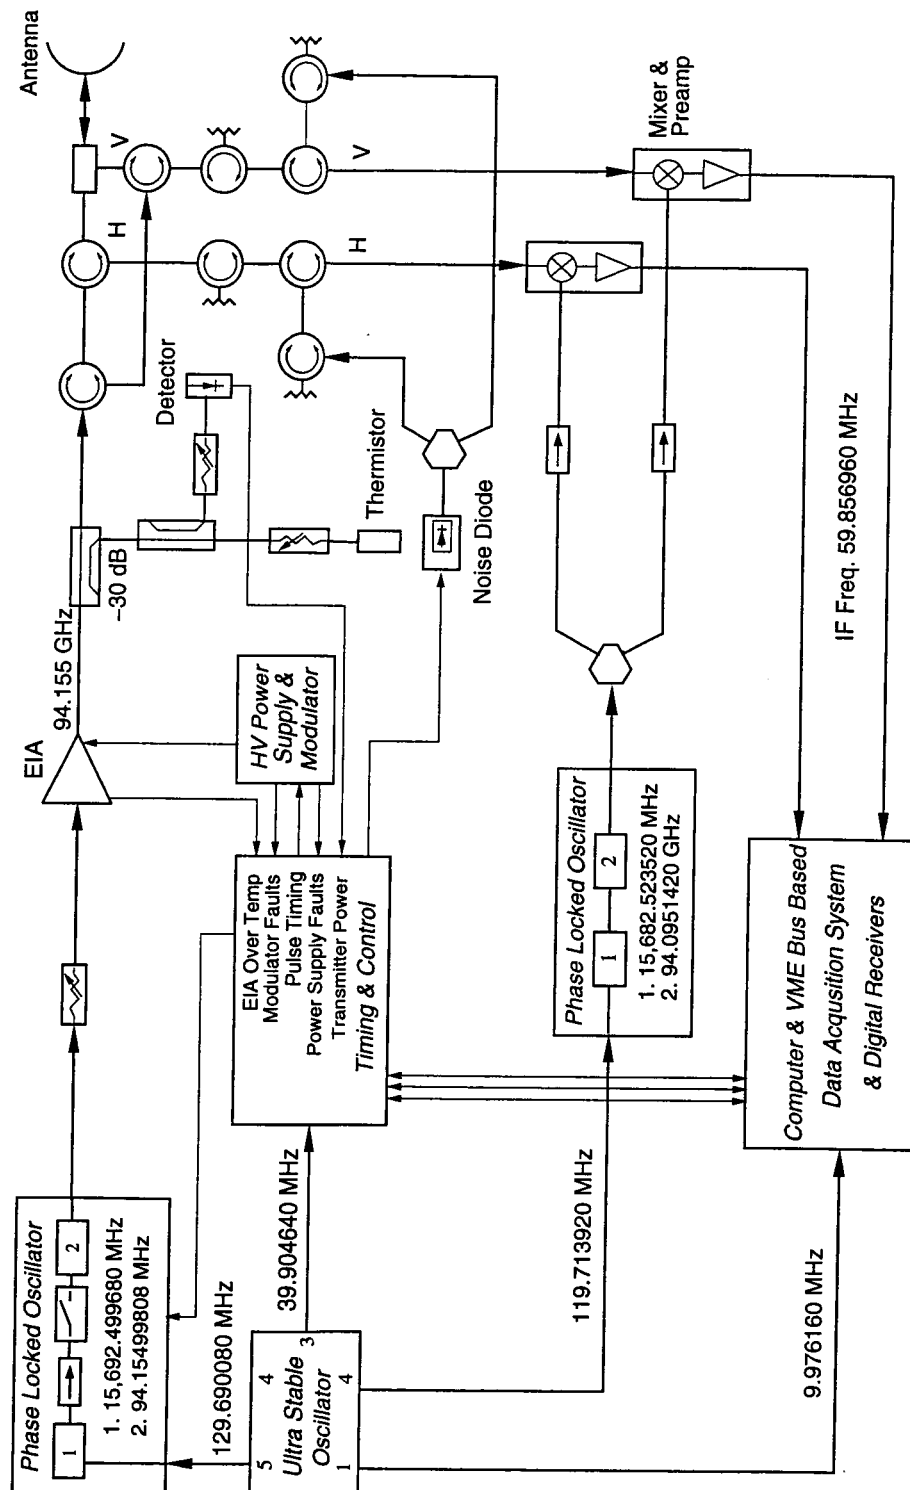 Antenna
V
H
V
H
Mixer &
Preamp
Detector
Thermistor
Noise Diode
–30 dB
94.155 GHz
EIA
HV Power
Supply &
Modulator
IF Freq. 59.856960 MHz
EIA Over Temp
Modulator Faults
Pulse Timing
Power Supply Faults
Transmitter Power
Timing & Control
Phase Locked Oscillator
1
2
1. 15,682.523520 MHz
2. 94.0951420 GHz
Computer & VME Bus Based
Data Acqusition System
& Digital Receivers
Phase Locked Oscillator
1
2
1. 15,692.499680 MHz
2. 94.15499808 MHz
129.690080 MHz
39.904640 MHz
119.713920 MHz
9.976160 MHz
5
4
Ultra Stable
3
Oscillator
1
4